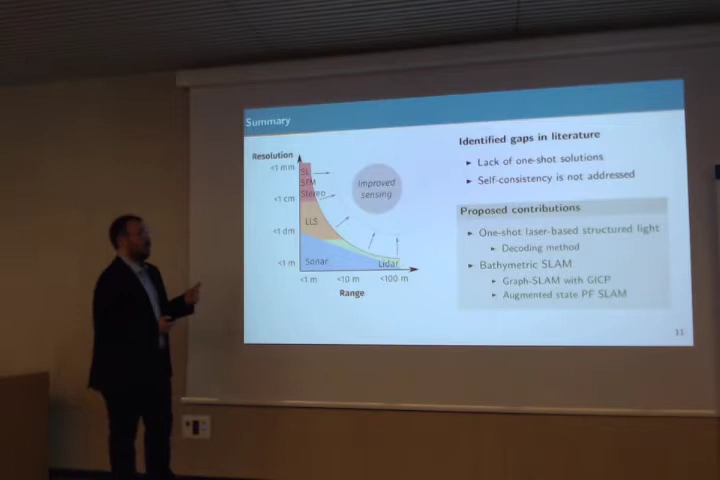 Summary
Resolution
<1 mm
<1 cm
<1 dm
<1 m
SL
SFM
Stereo
LLS
Sonar
Lidar
Improved
sensing
<1 m
<10 m
<100 m
Range
Identified gaps in literature
Lack of one-shot solutions
Self-consistency is not addressed
Proposed contributions
One-shot laser-based structured light
Decoding method
Bathymetric SLAM
Graph-SLAM with GICP
Augmented state PF SLAM
11